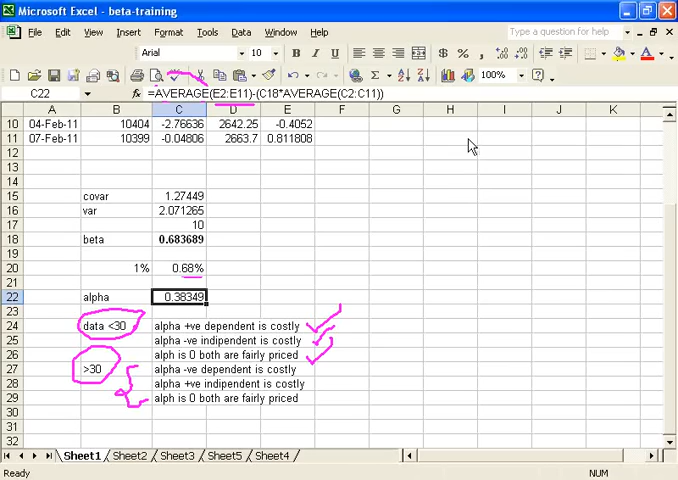 Microsoft Excel - beta-training
File Edit View Insert Format Tools Data Window Help
Type a question for help
Arial 10 B I U $ %
Σ 100%
C22 fx =AVERAGE(E2:E11)-(C18*AVERAGE(C2:C11))
A B C D E F G H I J K
10 04-Feb-11 10404 -2.76636 2642.25 -0.4052
11 07-Feb-11 10399 -0.04806 2663.7 0.811808
12
13
14
15 covar 1.27449
16 var 2.071265
17 10
18 beta 0.683689
19
20 1% 0.68%
21
22 alpha 0.38349
23
24 data <30 alpha +ve dependent is costly
25 alpha -ve indipendent is costly
26 alph is 0 both are fairly priced
27 >30 alpha -ve dependent is costly
28 alpha +ve indipendent is costly
29 alph is 0 both are fairly priced
30
31
32
Sheet1 Sheet2 Sheet3 Sheet5 Sheet4
Ready NUM